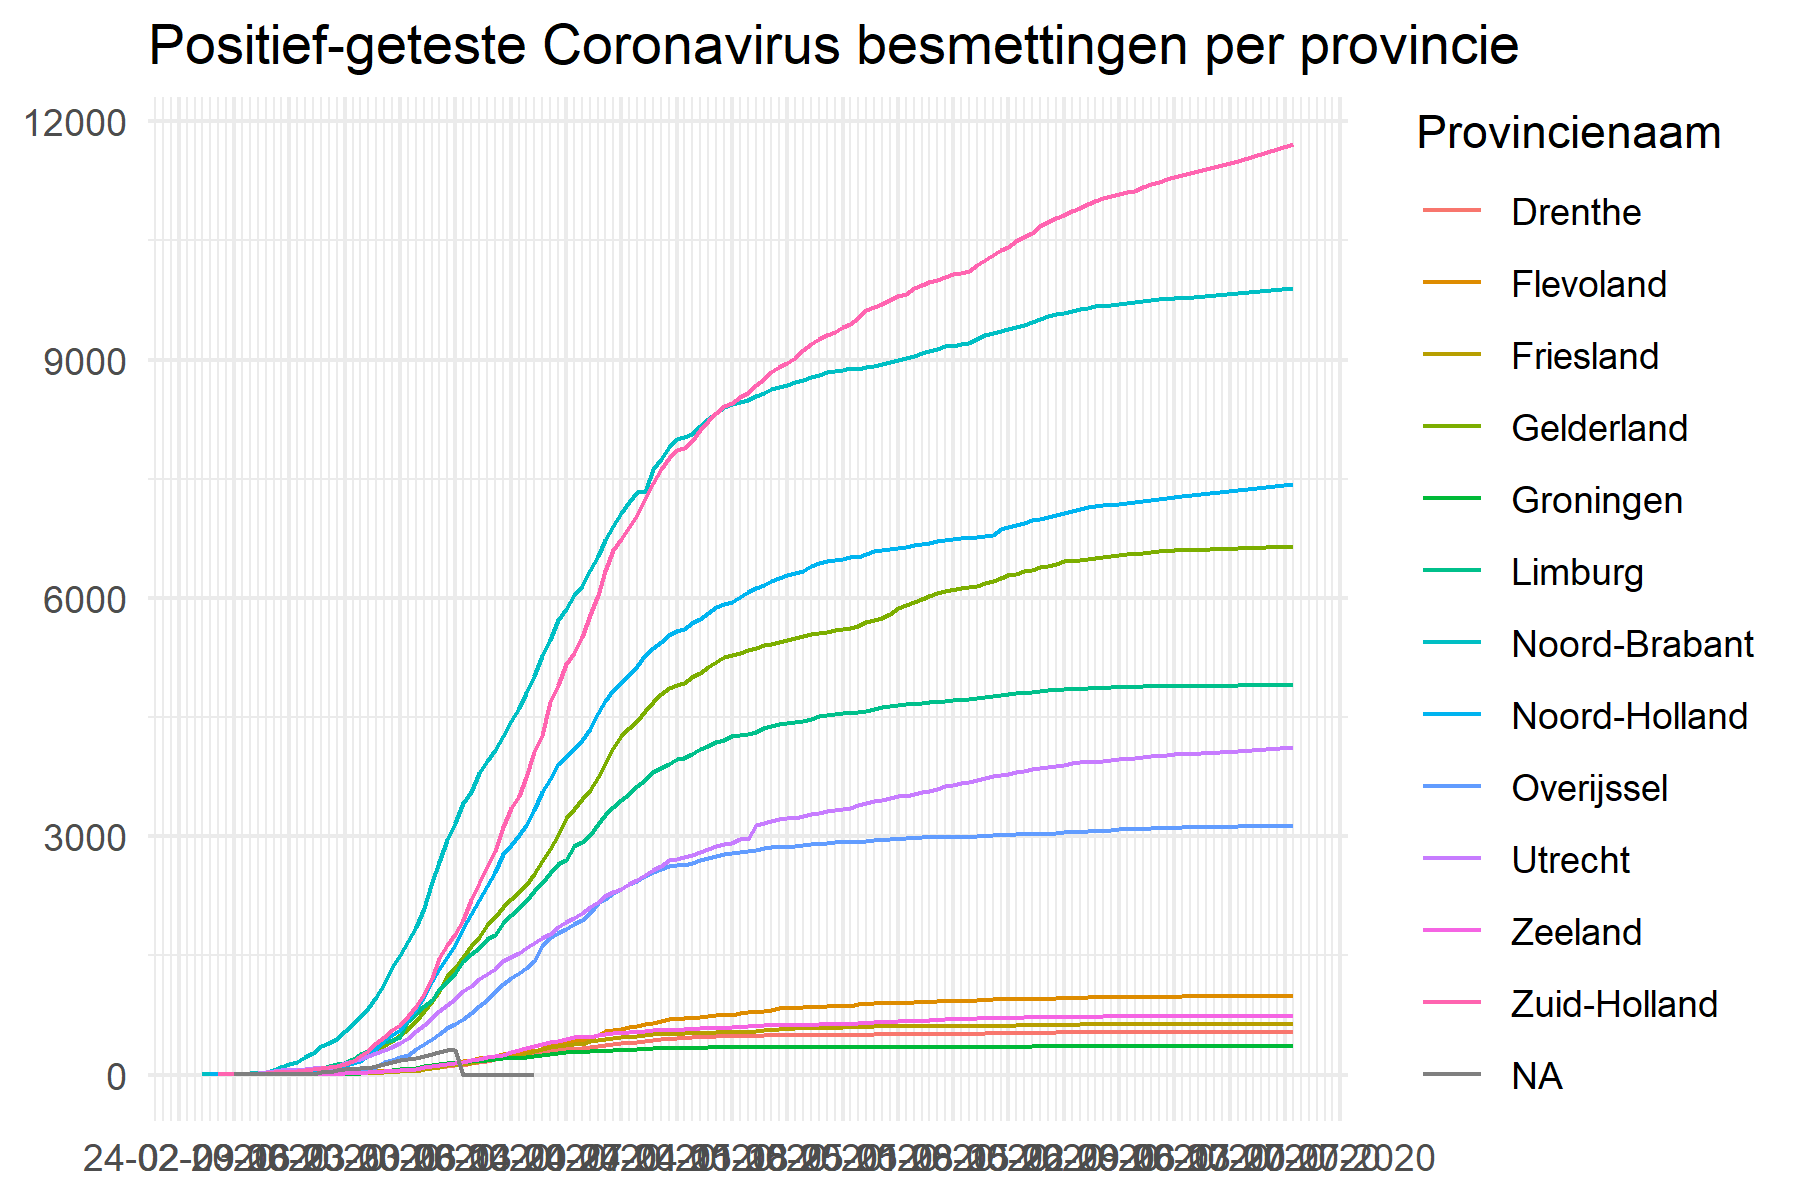 Positief-geteste Coronavirus besmettingen per provincie
12000
9000
6000
3000
0
Provincienaam
Drenthe
Flevoland
Friesland
Gelderland
Groningen
Limburg
Noord-Brabant
Noord-Holland
Overijssel
Utrecht
Zeeland
Zuid-Holland
NA